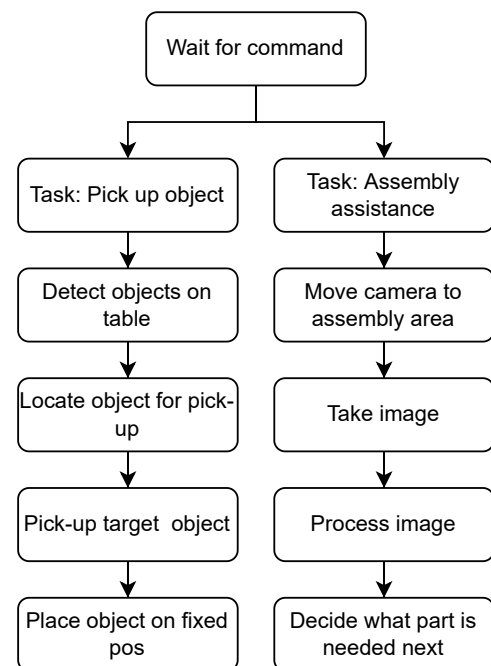 Wait for command
Task: Pick up object
Detect objects on
table
Locate object for pick-
up
Pick-up target  object
Place object on fixed
pos
Task: Assembly
assistance
Move camera to
assembly area
Take image
Process image
Decide what part is
needed next